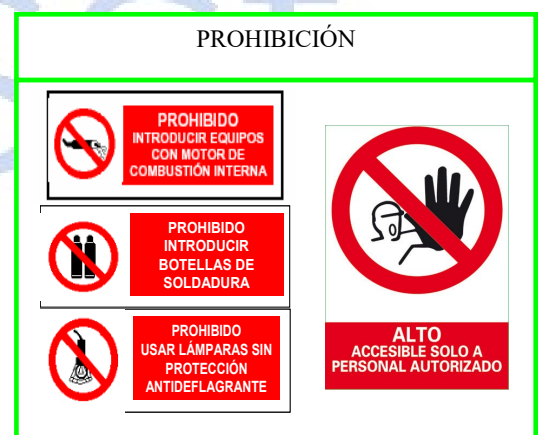 PROHIBICIÓN
PROHIBIDO
INTRODUCIR EQUIPOS
CON MOTOR DE
COMBUSTIÓN INTERNA
PROHIBIDO
INTRODUCIR
BOTELLAS DE
SOLDADURA
PROHIBIDO
USAR LÁMPARAS SIN
PROTECCIÓN
ANTIDEFLAGRANTE
ALTO
ACCESIBLE SOLO A
PERSONAL AUTORIZADO